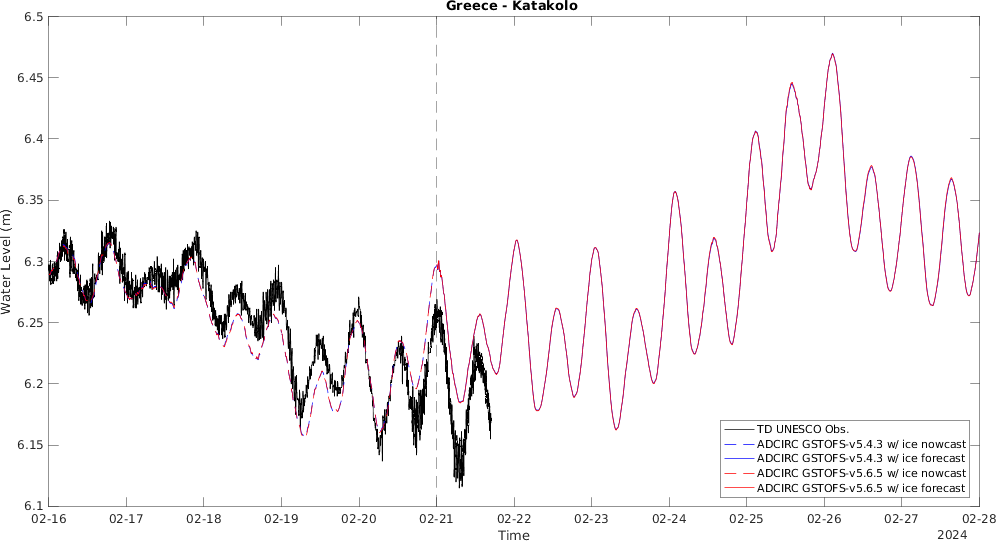 Greece - Katakolo
6.5
6.45
6.4
6.35
6.3
6.25
6.2
6.15
6.1
Water Level (m)
TD UNESCO Obs.
ADCIRC GSTOFS-v5.4.3 w/ ice nowcast
ADCIRC GSTOFS-v5.4.3 w/ ice forecast
ADCIRC GSTOFS-v5.6.5 w/ ice nowcast
ADCIRC GSTOFS-v5.6.5 w/ ice forecast
02-16 02-17 02-18 02-19 02-20 02-21 02-22 02-23 02-24 02-25 02-26 02-27 02-28
Time
2024